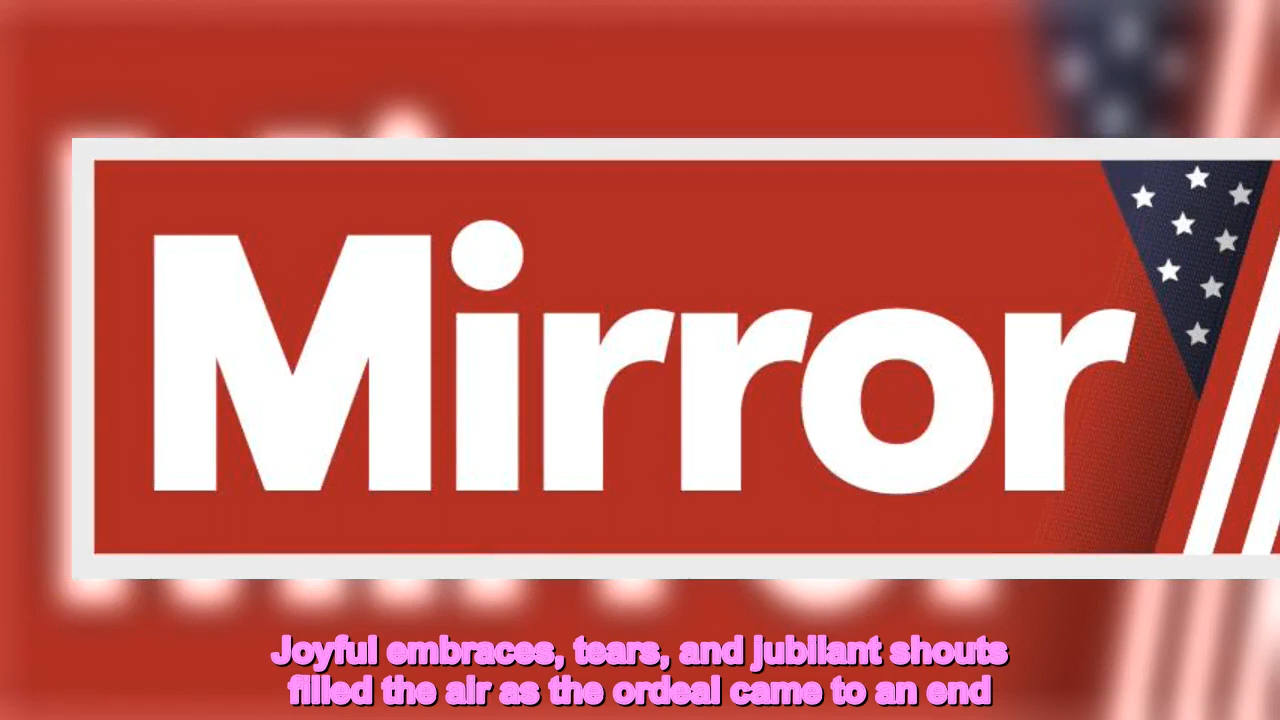 Mirror
Joyful embraces, tears, and jubilant shouts
filled the air as the ordeal came to an end